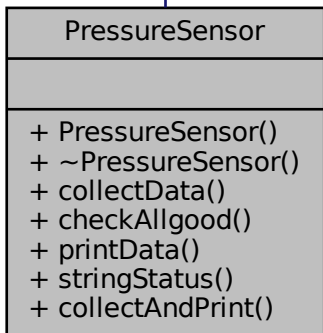 PressureSensor
+ PressureSensor()
+ ~PressureSensor()
+ collectData()
+ checkAllgood()
+ printData()
+ stringStatus()
+ collectAndPrint()